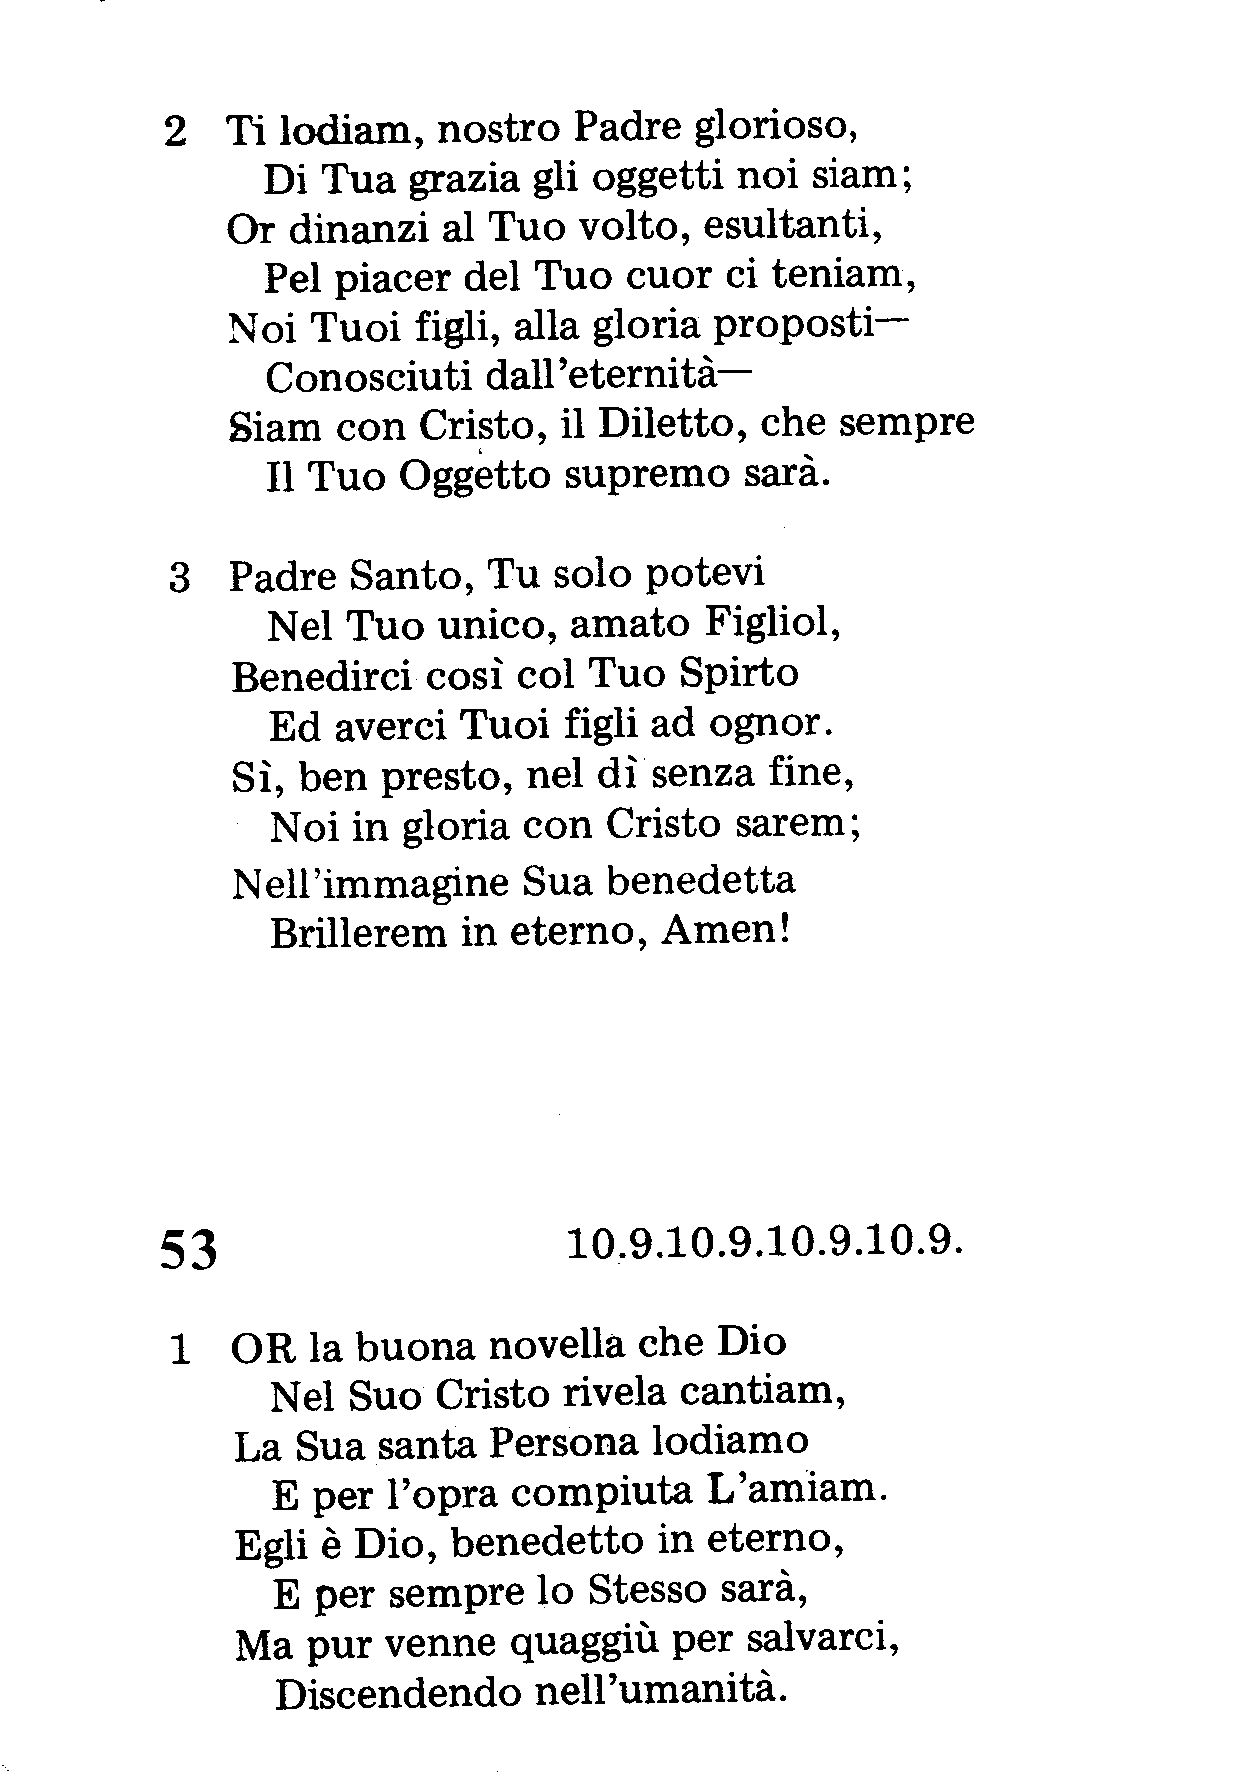 2 Ti lodiam, nostro Padre glorioso,
Di Tua grazia gli oggetti noi siam;
Or dinanzi al Tuo volto, esultanti,
Pel piacer del Tuo cuor ci teniam,
Noi Tuoi figli, alla gloria proposti—
Conosciuti dall'eternità—
Siam con Cristo, il Diletto, che sempre
Il Tuo Oggetto supremo sarà.
3 Padre Santo, Tu solo potevi
Nel Tuo unico, amato Figliol,
Benedirci così col Tuo Spirto
Ed averci Tuoi figli ad ognor.
Sì, ben presto, nel dì senza fine,
Noi in gloria con Cristo sarem;
Nell'immagine Sua benedetta
Brillerem in eterno, Amen!
53 10.9.10.9.10.9.10.9.
1 OR la buona novella che Dio
Nel Suo Cristo rivela cantiam,
La Sua santa Persona lodiamo
E per l'opra compiuta L'amiam.
Egli è Dio, benedetto in eterno,
E per sempre lo Stesso sarà,
Ma pur venne quaggiù per salvarci,
Discendendo nell'umanità.